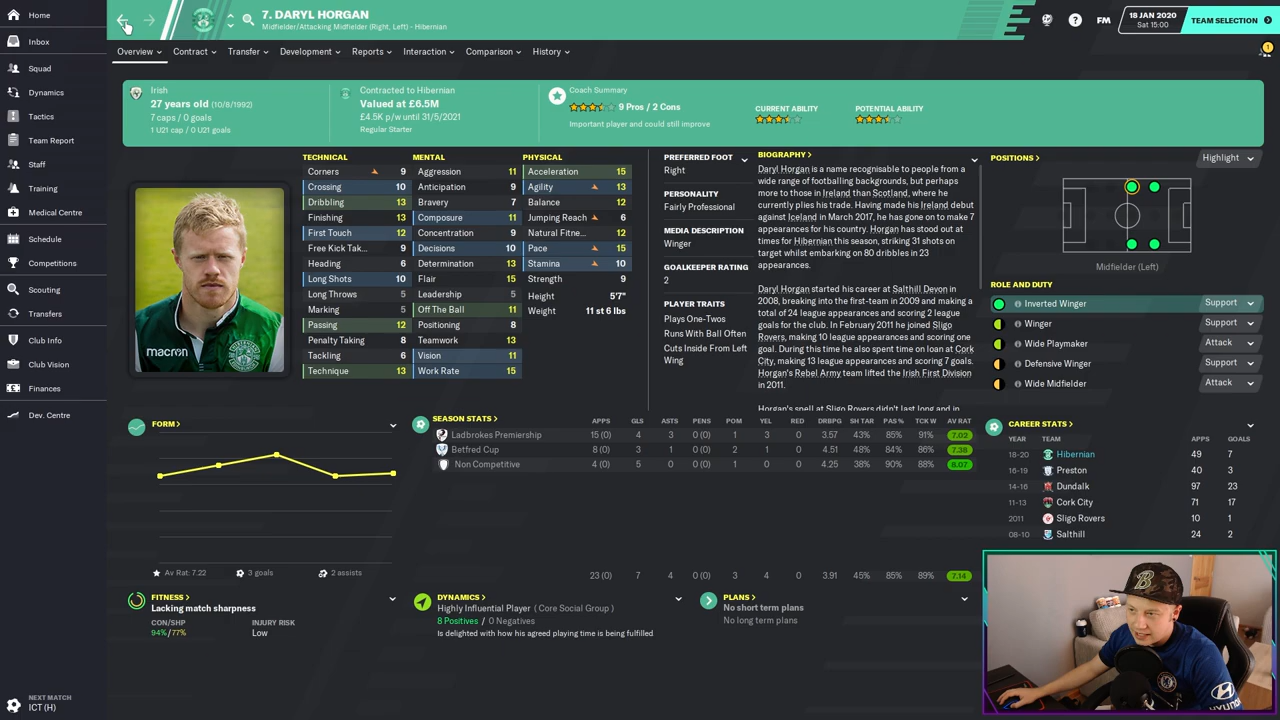 Home
Inbox
Squad
Dynamics
Tactics
Team Report
Staff
Training
Medical Centre
Schedule
Competitions
Scouting
Transfers
Club Info
Club Vision
Finances
Dev. Centre
NEXT MATCH
ICT (H)
7. DARYL HORGAN
Midfielder/Attacking Midfielder (Right, Left) - Hibernian
FM
18 JAN 2020
Sat 15:00
TEAM SELECTION
Overview Contract Transfer Development Reports Interaction Comparison History
1
Irish
27 years old (10/8/1992)
7 caps / 0 goals
1 U21 cap / 0 U21 goals
Contracted to Hibernian
Valued at £6.5M
£4.5K p/w until 31/5/2021
Regular Starter
Coach Summary
9 Pros / 2 Cons
Important player and could still improve
CURRENT ABILITY
POTENTIAL ABILITY
macron
TECHNICAL
Corners 9
Crossing 10
Dribbling 13
Finishing 13
First Touch 12
Free Kick Tak... 9
Heading 6
Long Shots 10
Long Throws 5
Marking 5
Passing 12
Penalty Taking 8
Tackling 6
Technique 13
MENTAL
Aggression 11
Anticipation 9
Bravery 7
Composure 11
Concentration 9
Decisions 10
Determination 13
Flair 15
Leadership 5
Off The Ball 11
Positioning 8
Teamwork 13
Vision 11
Work Rate 15
PHYSICAL
Acceleration 15
Agility 13
Balance 12
Jumping Reach 6
Natural Fitne... 12
Pace 15
Stamina 10
Strength 9
Height 5'7"
Weight 11 st 6 lbs
PREFERRED FOOT
Right
PERSONALITY
Fairly Professional
MEDIA DESCRIPTION
Winger
GOALKEEPER RATING
2
PLAYER TRAITS
Plays One-Twos
Runs With Ball Often
Cuts Inside From Left
Wing
BIOGRAPHY
Daryl Horgan is a name recognisable to people from a
wide range of footballing backgrounds, but perhaps
more to those in Ireland than Scotland, where he
currently plies his trade. Having made his Ireland debut
against Iceland in March 2017, he has gone on to make 7
appearances for his country. Horgan has stood out at
times for Hibernian this season, striking 31 shots on
target whilst embarking on 80 dribbles in 23
appearances.
Daryl Horgan started his career at Salthill Devon in
2008, breaking into the first-team in 2009 and making a
total of 24 league appearances and scoring 2 league
goals for the club. In February 2011 he joined Sligo
Rovers, making 10 league appearances and scoring one
goal. During this time he also spent time on loan at Cork
City, making 13 league appearances and scoring 7 goals.
Horgan's Rebel Army team lifted the Irish First Division
in 2011.
Horgan's spell at Sligo Rovers didn't last long and in
POSITIONS
Highlight
Midfielder (Left)
ROLE AND DUTY
Inverted Winger Support
Winger Support
Wide Playmaker Attack
Defensive Winger Support
Wide Midfielder Attack
FORM
Av Rat: 7.22 3 goals 2 assists
SEASON STATS APPS GLS ASTS PENS POM YEL RED DRBPG SH TAR PAS % TCK W AV RAT
Ladbrokes Premiership 15 (0) 4 3 0 (0) 1 3 0 3.57 43% 85% 91% 7.02
Betfred Cup 8 (0) 3 1 0 (0) 2 1 0 4.51 48% 84% 86% 7.38
Non Competitive 4 (0) 5 0 0 (0) 1 0 0 4.25 38% 90% 88% 8.07
23 (0) 7 4 0 (0) 3 4 0 3.91 45% 85% 89% 7.14
CAREER STATS
YEAR TEAM APPS GOALS
18-20 Hibernian 49 7
16-19 Preston 40 3
14-16 Dundalk 97 23
11-13 Cork City 71 17
2011 Sligo Rovers 10 1
08-10 Salthill 24 2
FITNESS
Lacking match sharpness
CON/SHP INJURY RISK
94%/77% Low
DYNAMICS
Highly Influential Player ( Core Social Group )
8 Positives / 0 Negatives
Is delighted with how his agreed playing time is being fulfilled
PLANS
No short term plans
No long term plans
B
HYUNDAI